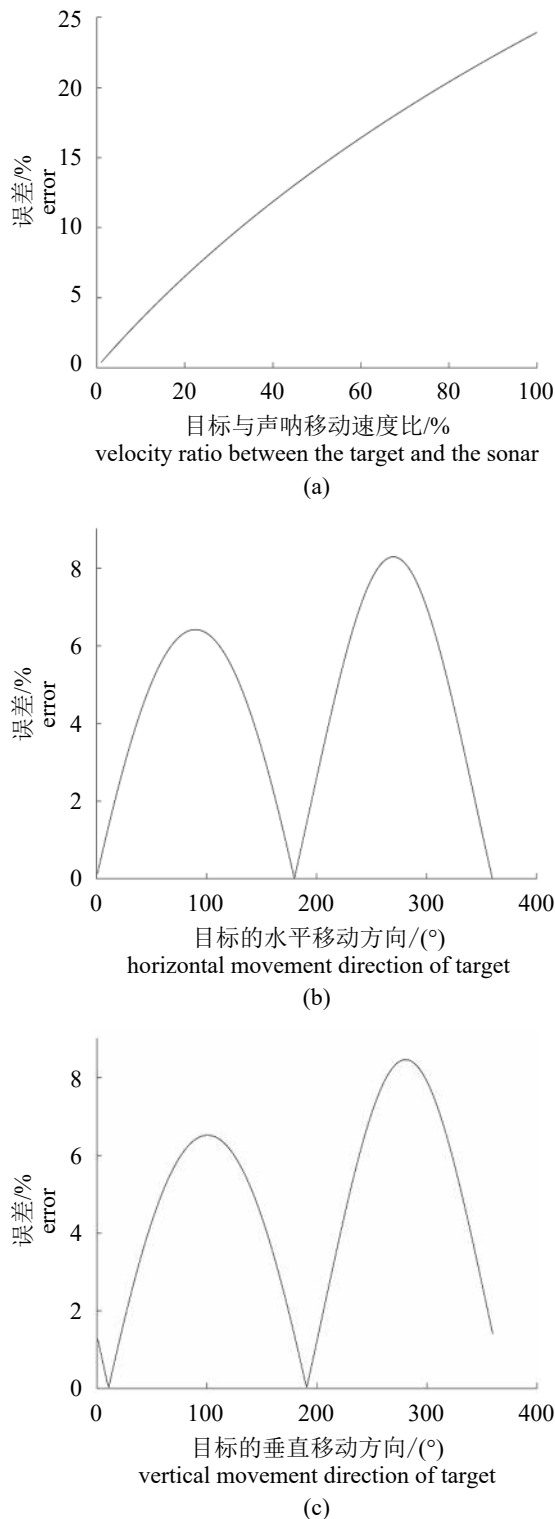 25
20
15
10
5
0
误差/%
error
0 20 40 60 80 100
目标与声呐移动速度比/%
velocity ratio between the target and the sonar
(a)
8
6
4
2
0
误差/%
error
0 100 200 300 400
目标的水平移动方向/(°)
horizontal movement direction of target
(b)
8
6
4
2
0
误差/%
error
0 100 200 300 400
目标的垂直移动方向/(°)
vertical movement direction of target
(c)